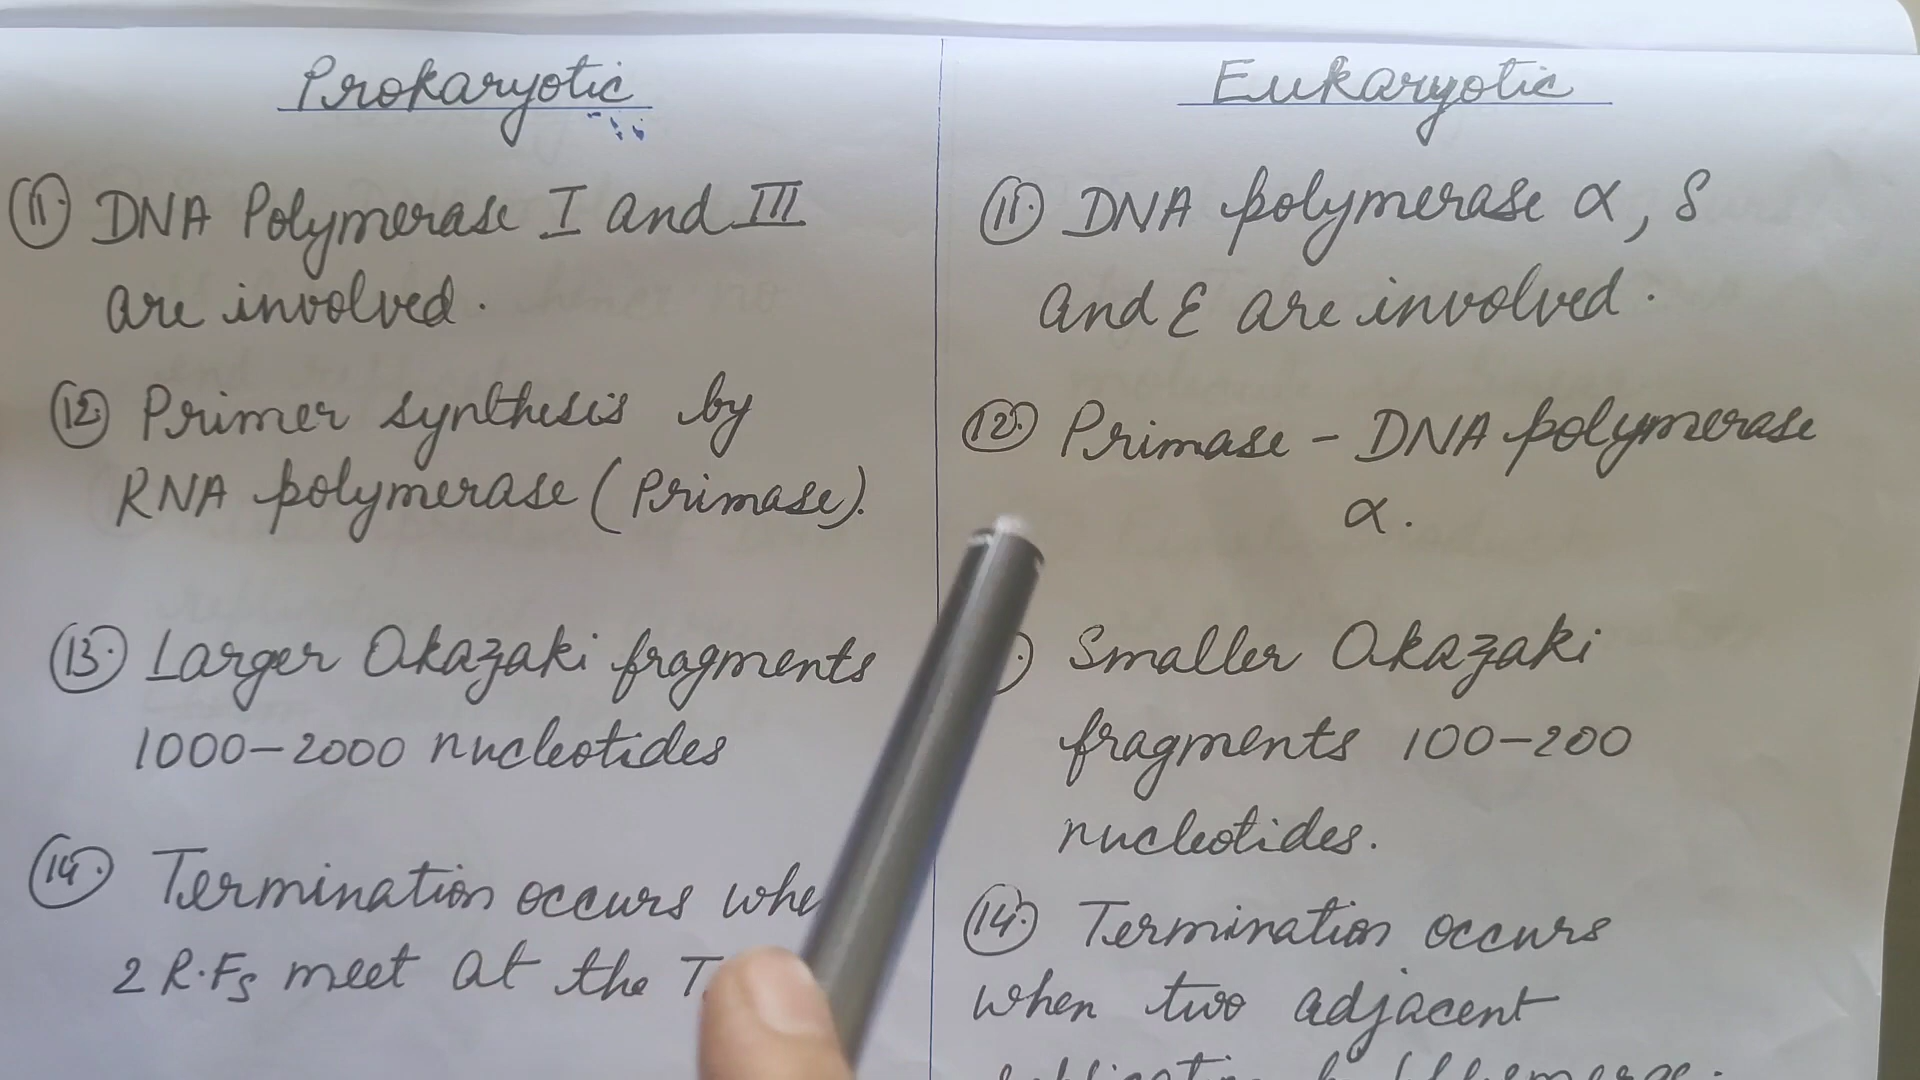 Prokaryotic
11. DNA Polymerase I and III
are involved.
12. Primer synthesis by
RNA polymerase (Primase).
13. Larger Okazaki fragments
1000-2000 nucleotides
14. Termination occurs
2 R.Fs meet at the
Eukaryotic
11. DNA polymerase α, δ
and ε are involved.
12. Primase - DNA polymerase
α.
Smaller Okazaki
fragments 100-200
nucleotides.
14. Termination occurs
when two adjacent